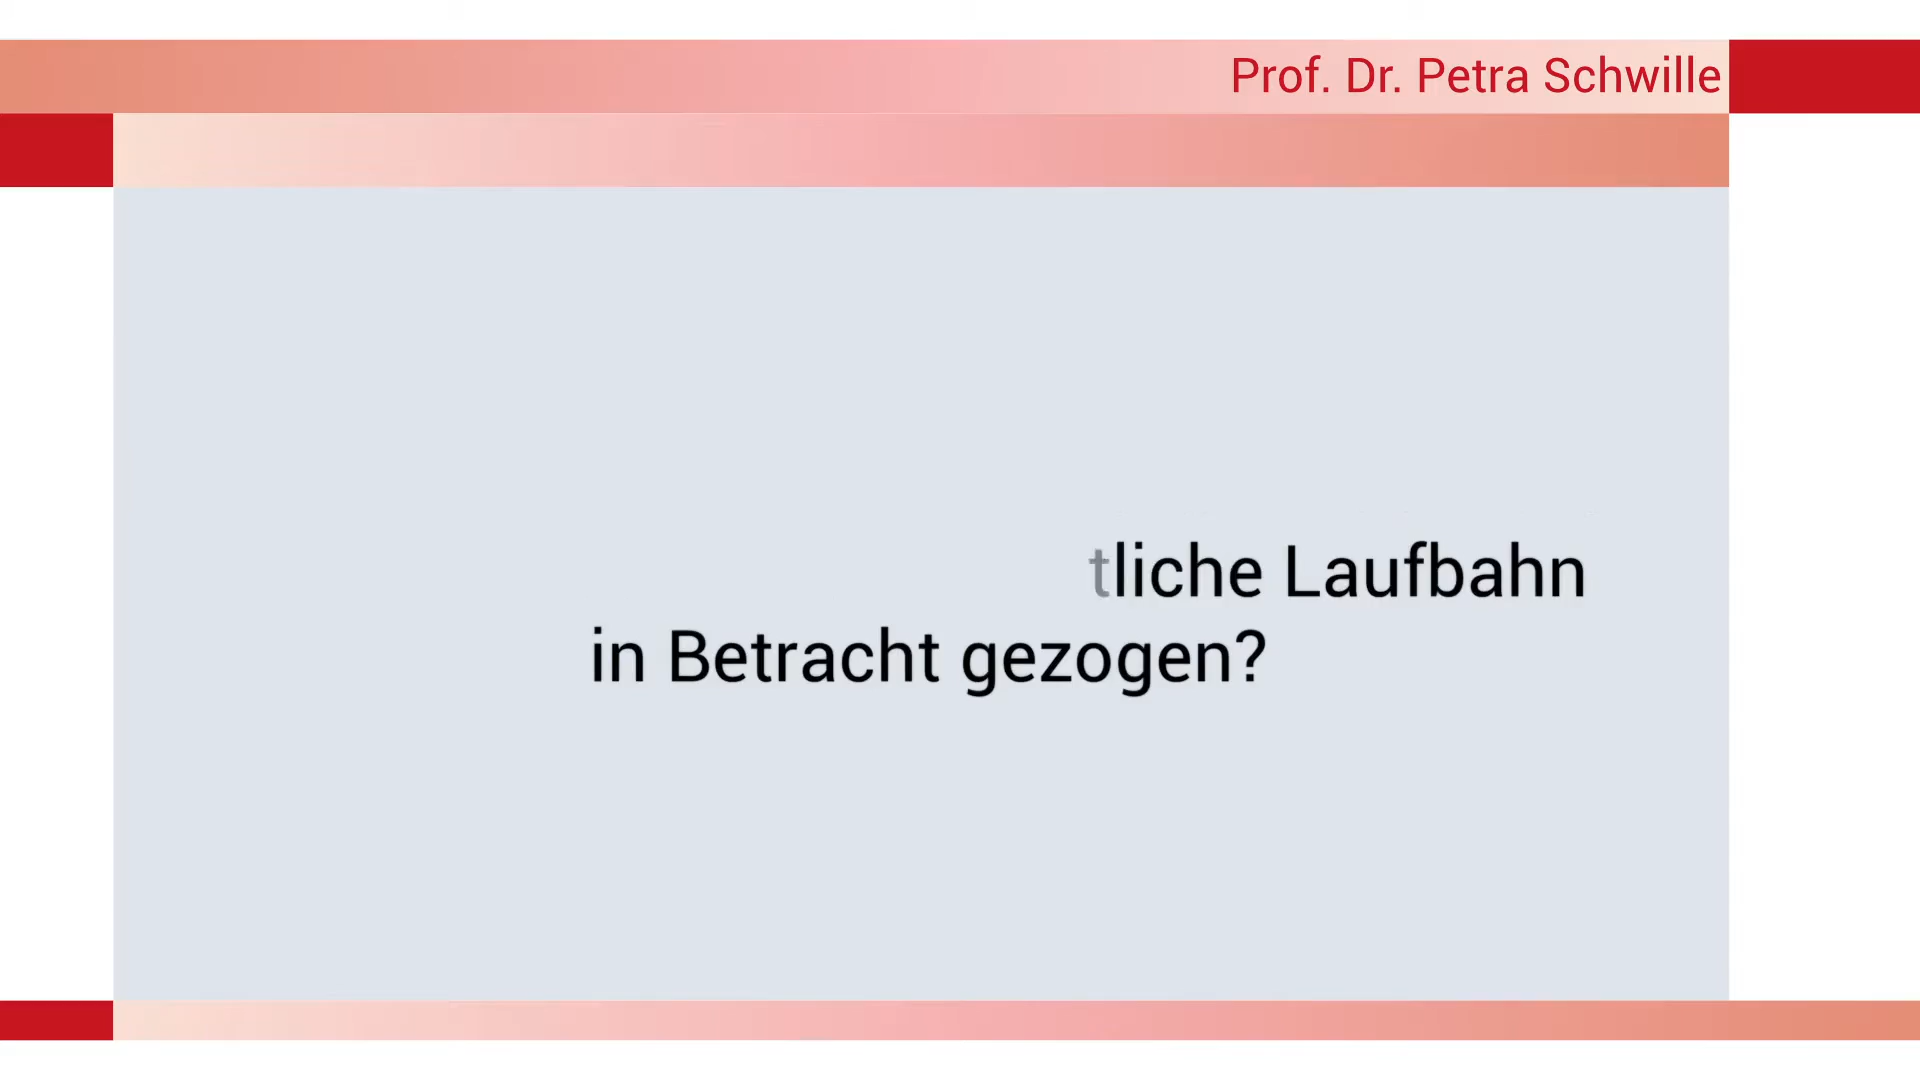 Prof. Dr. Petra Schwille
tliche Laufbahn
in Betracht gezogen?